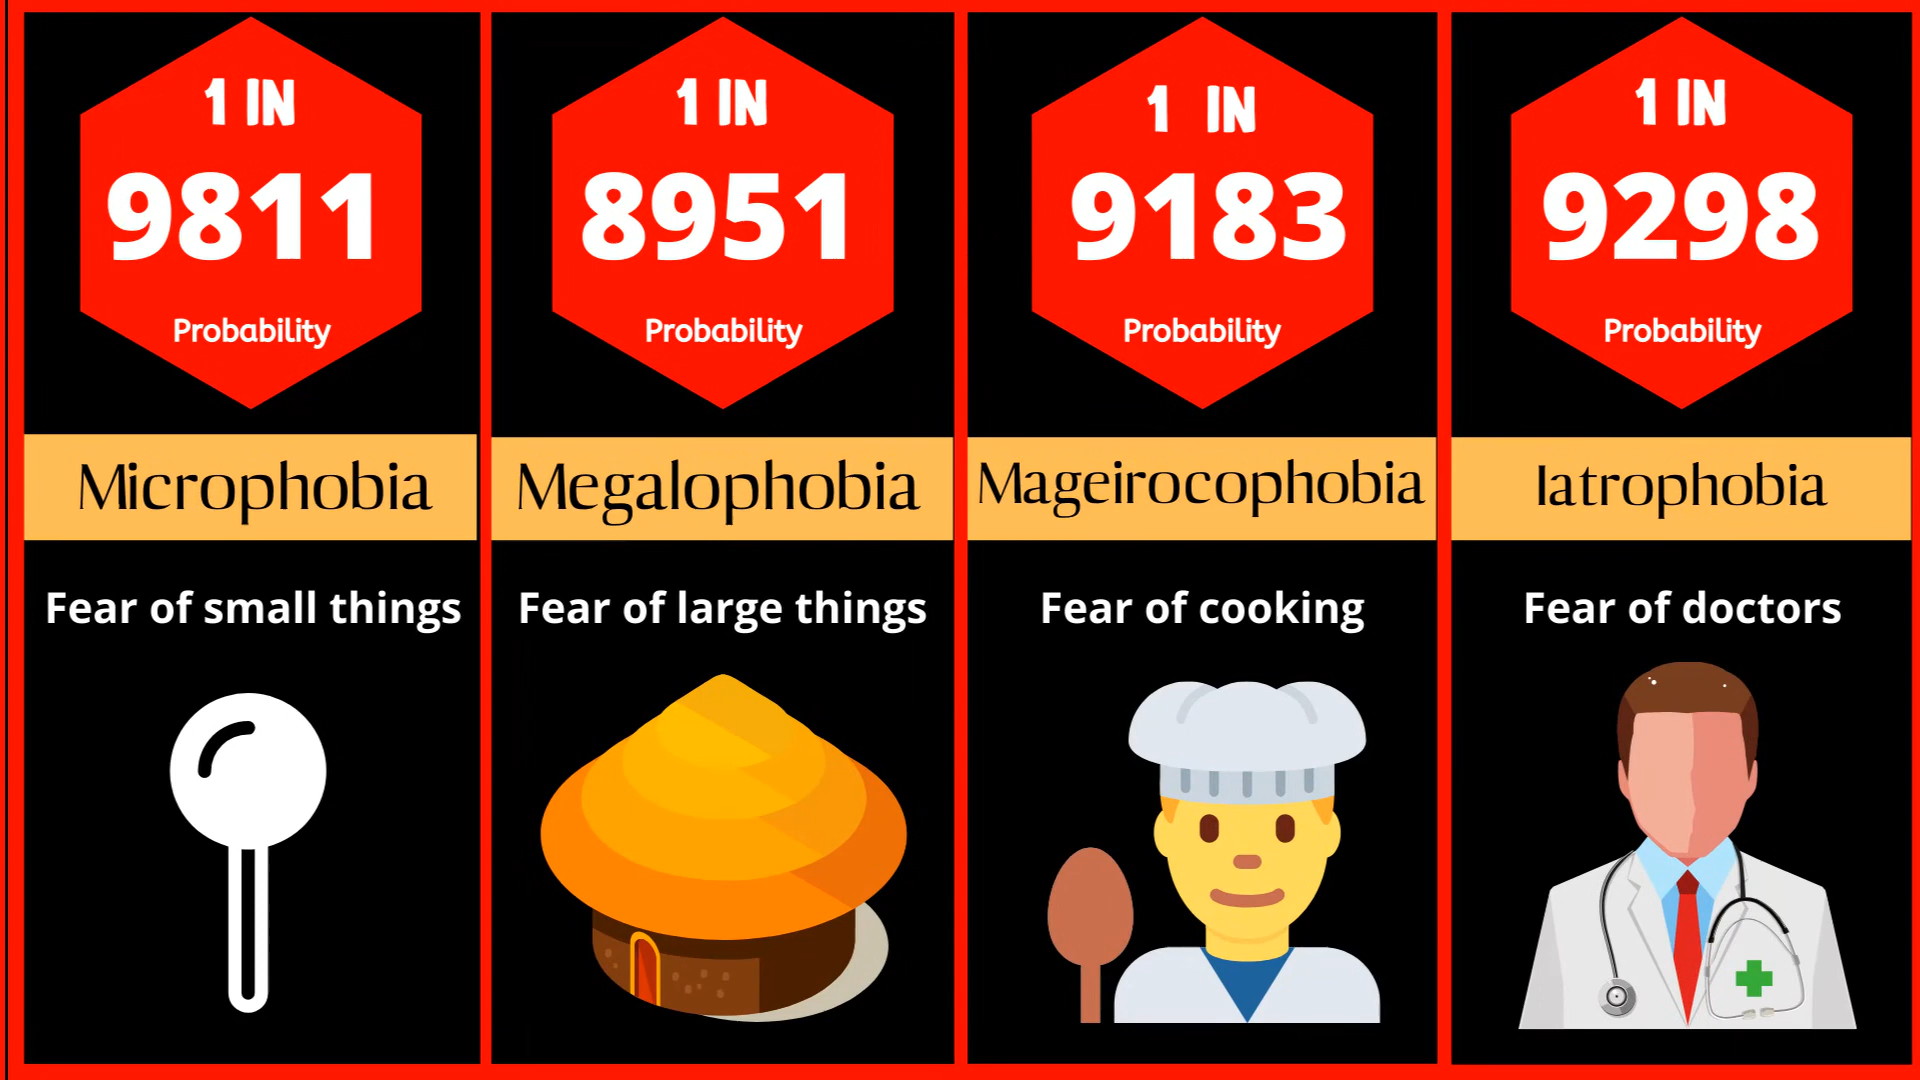 1 IN
9811
Probability
Microphobia
Fear of small things
1 IN
8951
Probability
Megalophobia
Fear of large things
1 IN
9183
Probability
Mageirocophobia
Fear of cooking
1 IN
9298
Probability
Iatrophobia
Fear of doctors